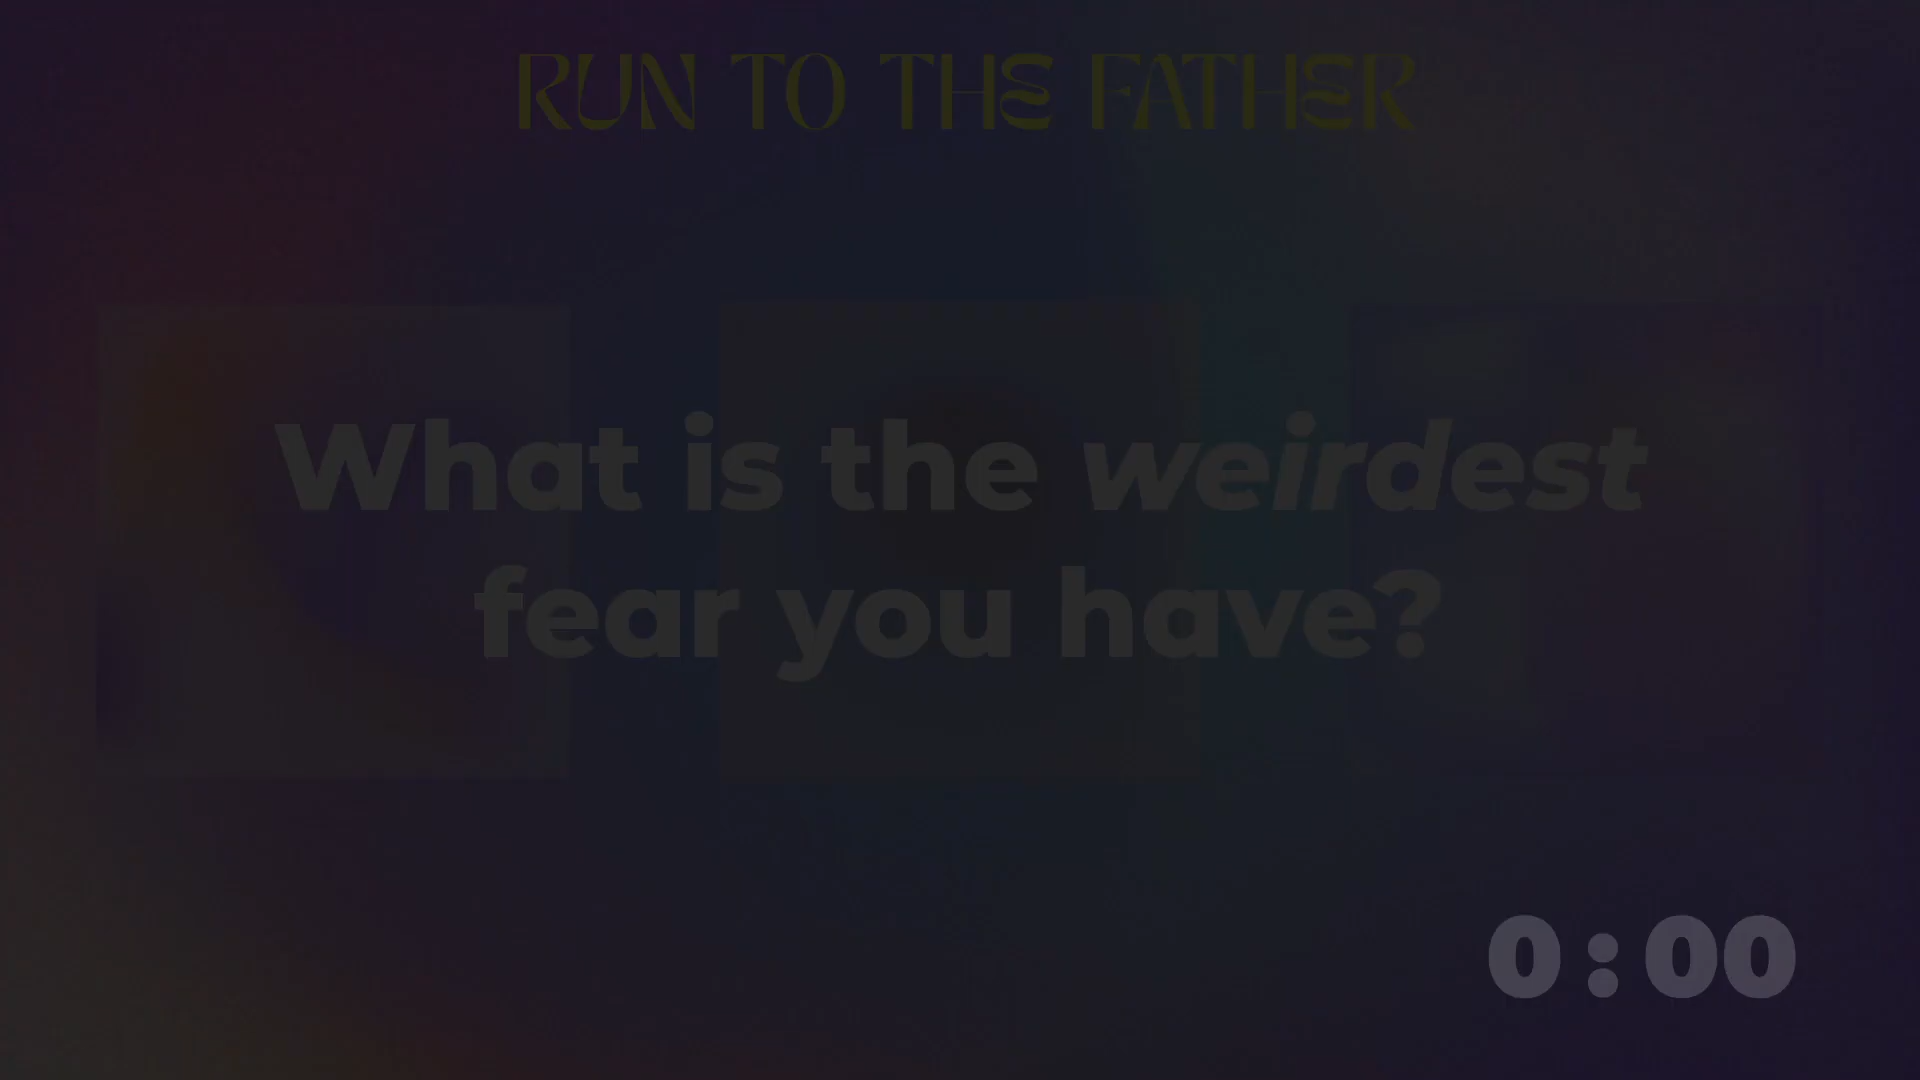 RUN TO THE FATHER
What is the weirdest
fear you have?
0:00